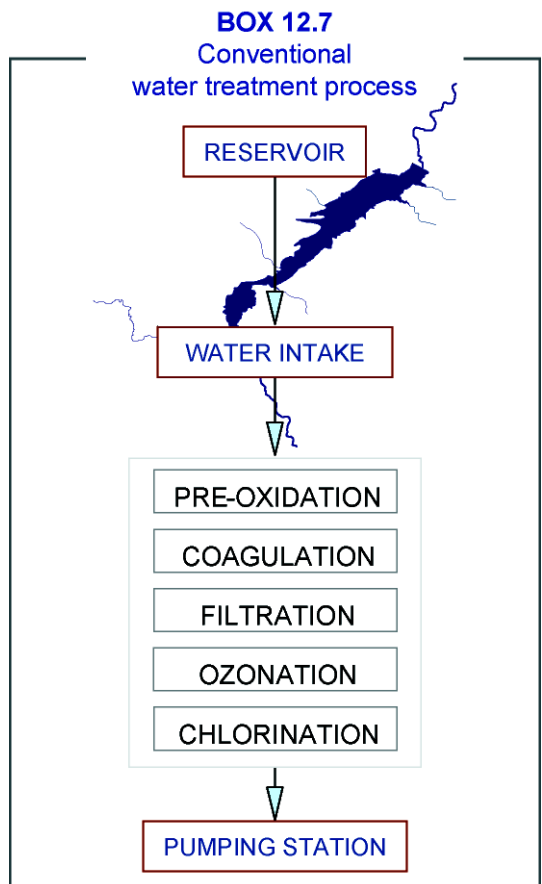 BOX 12.7
Conventional
water treatment process
RESERVOIR
WATER INTAKE
PRE-OXIDATION
COAGULATION
FILTRATION
OZONATION
CHLORINATION
PUMPING STATION